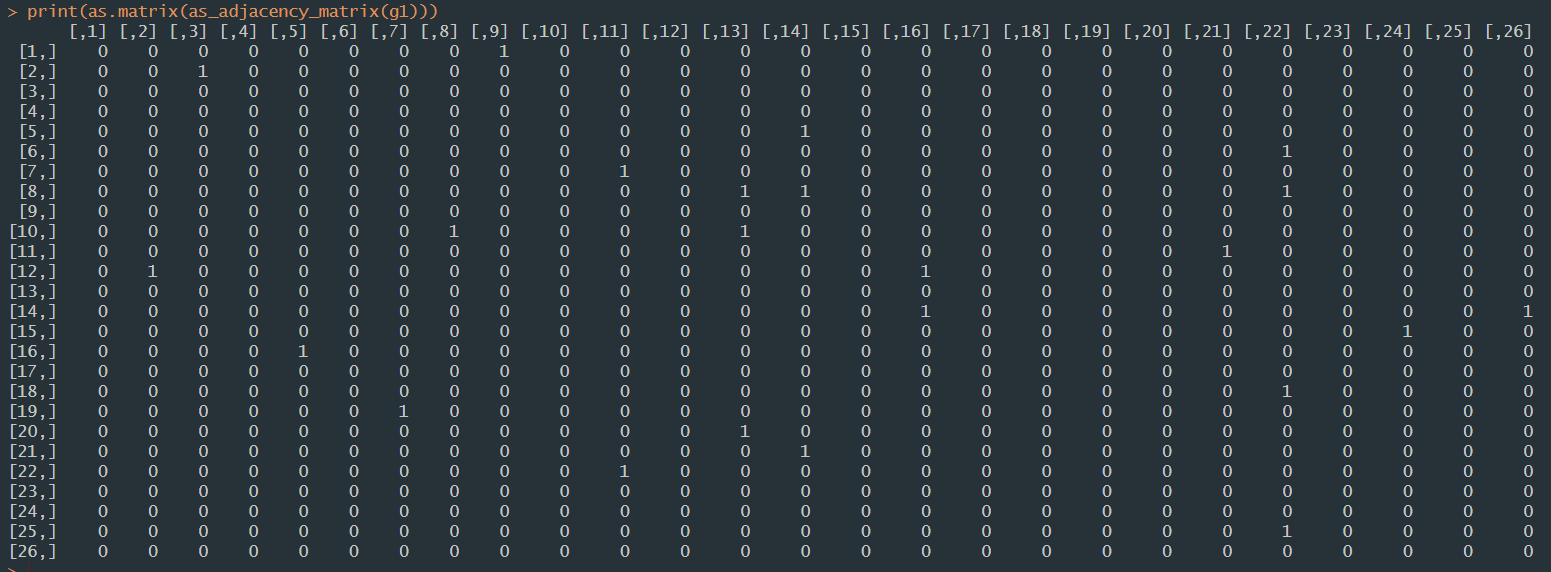 > print(as.matrix(as_adjacency_matrix(g1)))
      [,1] [,2] [,3] [,4] [,5] [,6] [,7] [,8] [,9] [,10] [,11] [,12] [,13] [,14] [,15] [,16] [,17] [,18] [,19] [,20] [,21] [,22] [,23] [,24] [,25] [,26]
[1,] 0 0 0 0 0 0 0 0 1 0 0 0 0 0 0 0 0 0 0 0 0 0 0 0 0 0
[2,] 0 0 1 0 0 0 0 0 0 0 0 0 0 0 0 0 0 0 0 0 0 0 0 0 0 0
[3,] 0 0 0 0 0 0 0 0 0 0 0 0 0 0 0 0 0 0 0 0 0 0 0 0 0 0
[4,] 0 0 0 0 0 0 0 0 0 0 0 0 0 0 0 0 0 0 0 0 0 0 0 0 0 0
[5,] 0 0 0 0 0 0 0 0 0 0 0 0 0 1 0 0 0 0 0 0 0 0 0 0 0 0
[6,] 0 0 0 0 0 0 0 0 0 0 0 0 0 0 0 0 0 0 0 0 0 1 0 0 0 0
[7,] 0 0 0 0 0 0 0 0 0 0 1 0 0 0 0 0 0 0 0 0 0 0 0 0 0 0
[8,] 0 0 0 0 0 0 0 0 0 0 0 0 1 1 0 0 0 0 0 0 0 1 0 0 0 0
[9,] 0 0 0 0 0 0 0 0 0 0 0 0 0 0 0 0 0 0 0 0 0 0 0 0 0 0
[10,] 0 0 0 0 0 0 0 1 0 0 0 0 1 0 0 0 0 0 0 0 0 0 0 0 0 0
[11,] 0 0 0 0 0 0 0 0 0 0 0 0 0 0 0 0 0 0 0 0 1 0 0 0 0 0
[12,] 0 1 0 0 0 0 0 0 0 0 0 0 0 0 0 1 0 0 0 0 0 0 0 0 0 0
[13,] 0 0 0 0 0 0 0 0 0 0 0 0 0 0 0 0 0 0 0 0 0 0 0 0 0 0
[14,] 0 0 0 0 0 0 0 0 0 0 0 0 0 0 0 1 0 0 0 0 0 0 0 0 0 1
[15,] 0 0 0 0 0 0 0 0 0 0 0 0 0 0 0 0 0 0 0 0 0 0 0 1 0 0
[16,] 0 0 0 0 1 0 0 0 0 0 0 0 0 0 0 0 0 0 0 0 0 0 0 0 0 0
[17,] 0 0 0 0 0 0 0 0 0 0 0 0 0 0 0 0 0 0 0 0 0 0 0 0 0 0
[18,] 0 0 0 0 0 0 0 0 0 0 0 0 0 0 0 0 0 0 0 0 0 1 0 0 0 0
[19,] 0 0 0 0 0 0 1 0 0 0 0 0 0 0 0 0 0 0 0 0 0 0 0 0 0 0
[20,] 0 0 0 0 0 0 0 0 0 0 0 0 1 0 0 0 0 0 0 0 0 0 0 0 0 0
[21,] 0 0 0 0 0 0 0 0 0 0 0 0 0 1 0 0 0 0 0 0 0 0 0 0 0 0
[22,] 0 0 0 0 0 0 0 0 0 0 1 0 0 0 0 0 0 0 0 0 0 0 0 0 0 0
[23,] 0 0 0 0 0 0 0 0 0 0 0 0 0 0 0 0 0 0 0 0 0 0 0 0 0 0
[24,] 0 0 0 0 0 0 0 0 0 0 0 0 0 0 0 0 0 0 0 0 0 0 0 0 0 0
[25,] 0 0 0 0 0 0 0 0 0 0 0 0 0 0 0 0 0 0 0 0 0 1 0 0 0 0
[26,] 0 0 0 0 0 0 0 0 0 0 0 0 0 0 0 0 0 0 0 0 0 0 0 0 0 0
>